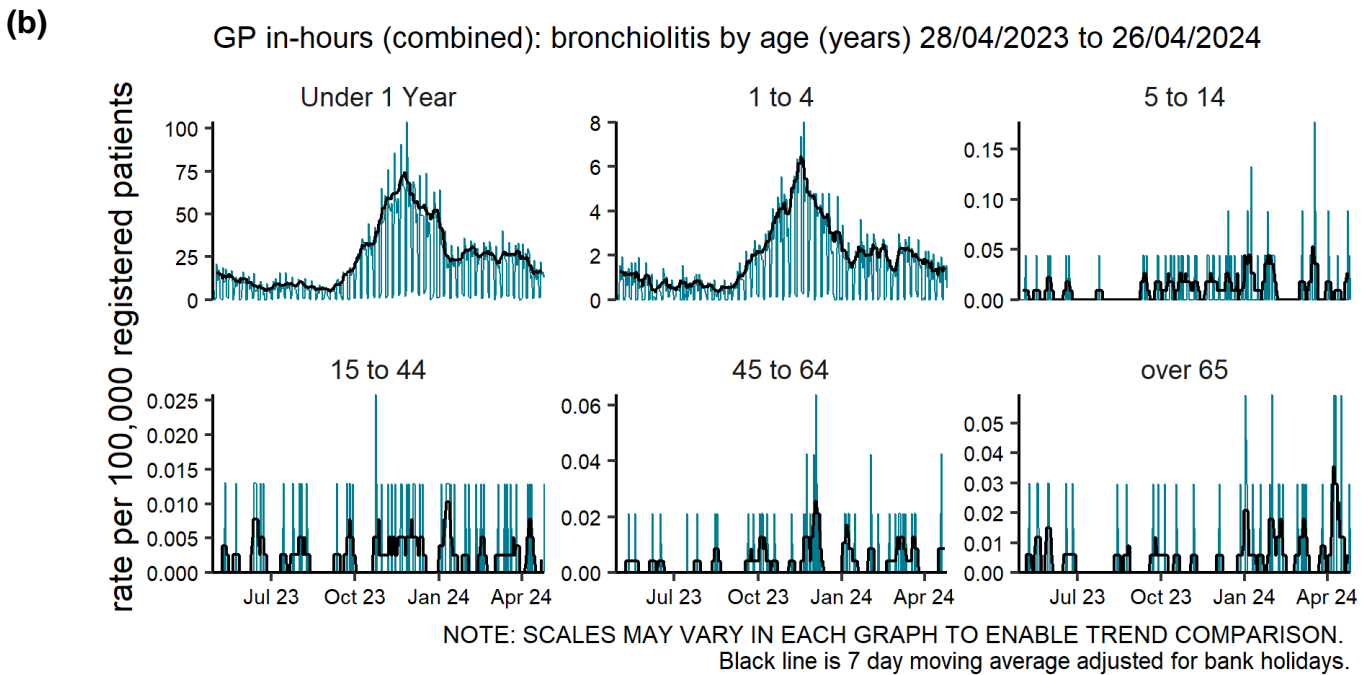 (b)
GP in-hours (combined): bronchiolitis by age (years) 28/04/2023 to 26/04/2024
rate per 100,000 registered patients
Under 1 Year
100
75
50
25
0
1 to 4
8
6
4
2
0
5 to 14
0.15
0.10
0.05
0.00
15 to 44
0.025
0.020
0.015
0.010
0.005
0.000
Jul 23 Oct 23 Jan 24 Apr 24
45 to 64
0.06
0.04
0.02
0.00
Jul 23 Oct 23 Jan 24 Apr 24
over 65
0.05
0.04
0.03
0.02
0.01
0.00
Jul 23 Oct 23 Jan 24 Apr 24
NOTE: SCALES MAY VARY IN EACH GRAPH TO ENABLE TREND COMPARISON.
Black line is 7 day moving average adjusted for bank holidays.